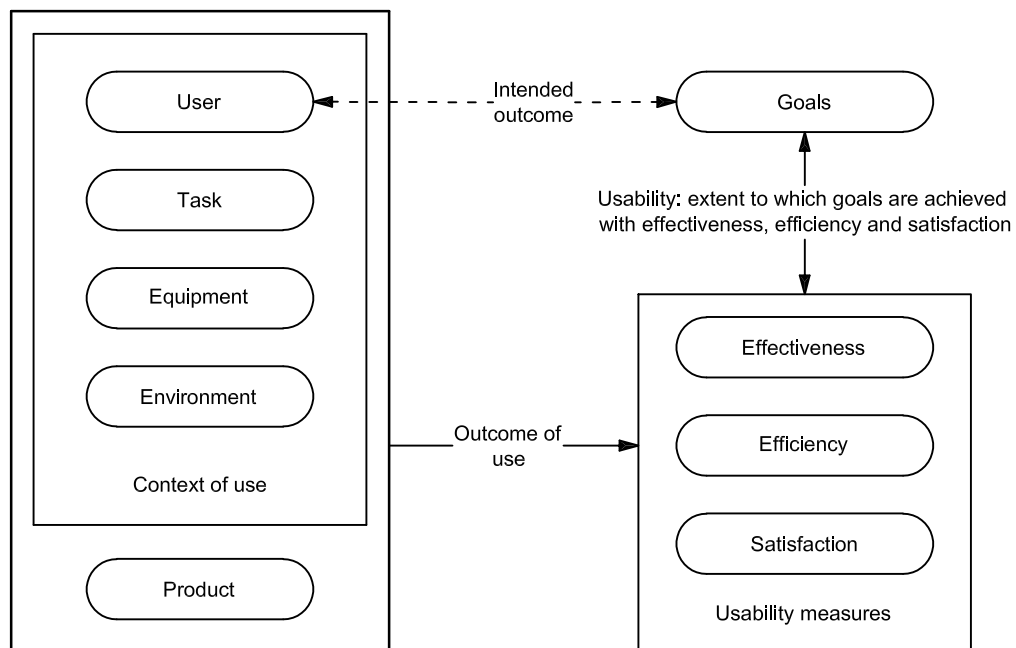 User
Task
Equipment
Environment
Context of use
Product
Intended
outcome
Goals
Usability: extent to which goals are achieved
with effectiveness, efficiency and satisfaction
Outcome of
use
Effectiveness
Efficiency
Satisfaction
Usability measures